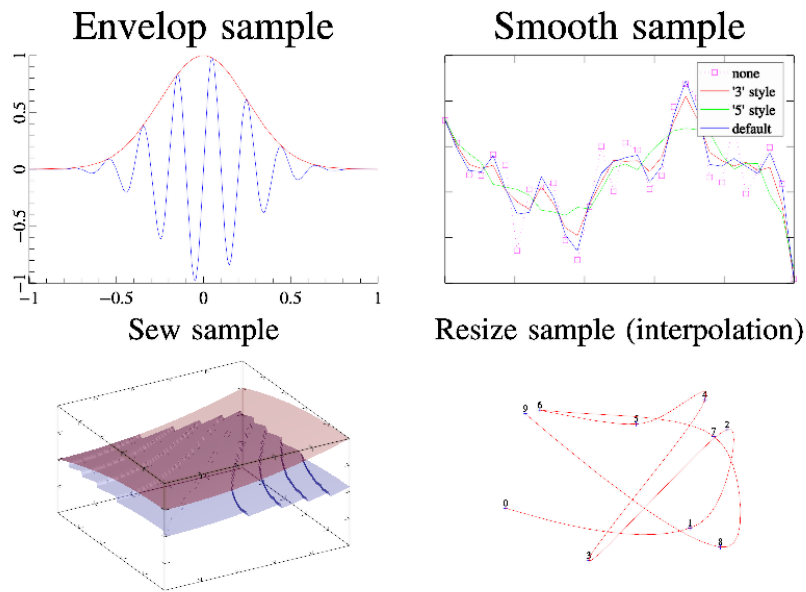 Envelop sample
1
0.5
0
−0.5
−1
−1
−0.5
0
0.5
1
Smooth sample
none
'3' style
'5' style
default
Sew sample
Resize sample (interpolation)
4
6
9
5
2
7
0
1
8
3